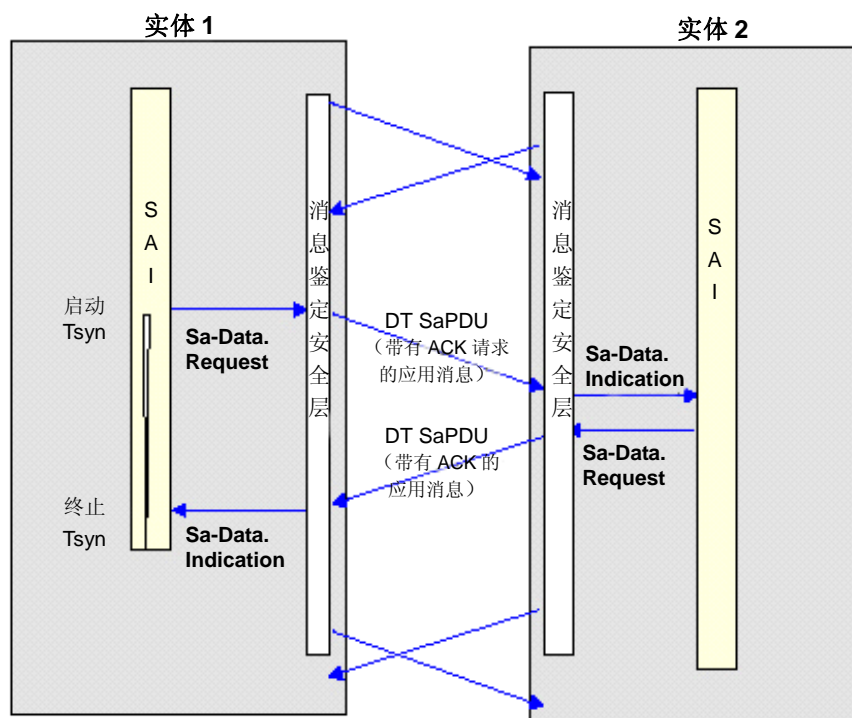 实体 1
实体 2
S
A
I
消
息
鉴
定
安
全
层
消
息
鉴
定
安
全
层
S
A
I
启动
Tsyn
Sa-Data.
Request
DT SaPDU
（带有 ACK 请求
的应用消息）
Sa-Data.
Indication
DT SaPDU
（带有 ACK 的
应用消息）
Sa-Data.
Request
终止
Tsyn
Sa-Data.
Indication